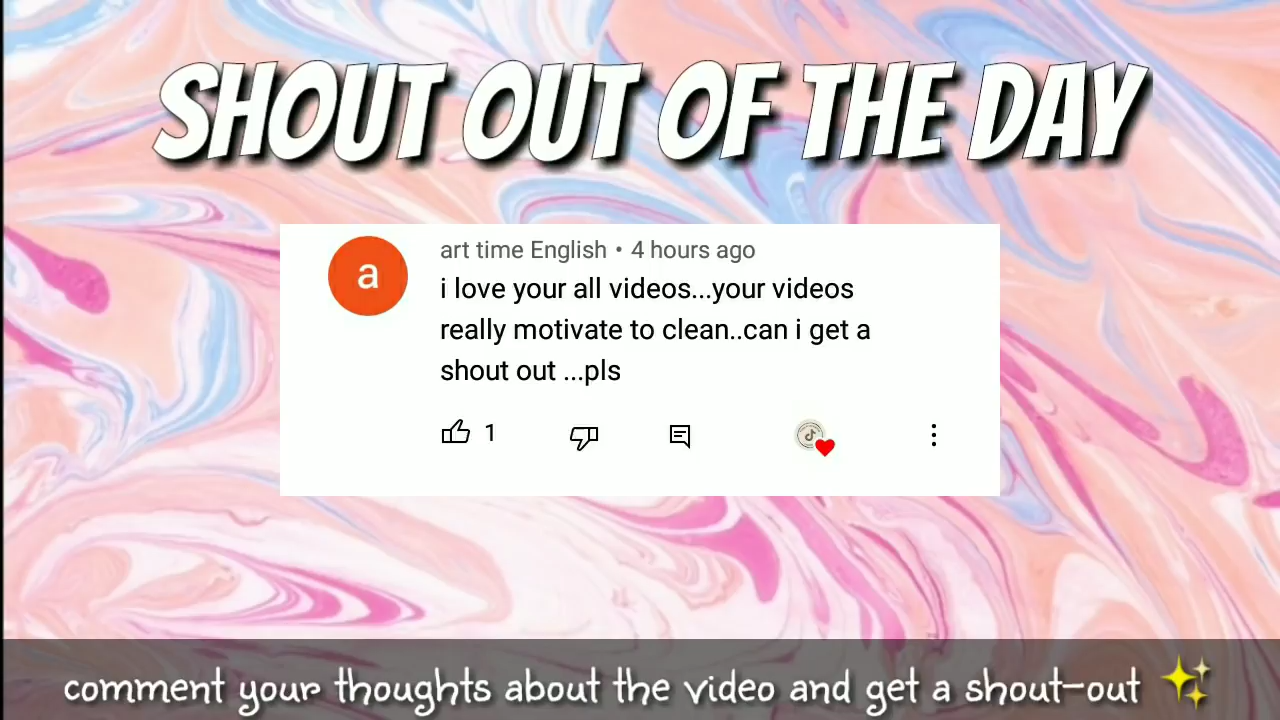 SHOUT OUT OF THE DAY
a
art time English • 4 hours ago
i love your all videos...your videos
really motivate to clean..can i get a
shout out ...pls
1
comment your thoughts about the video and get a shout-out ✨